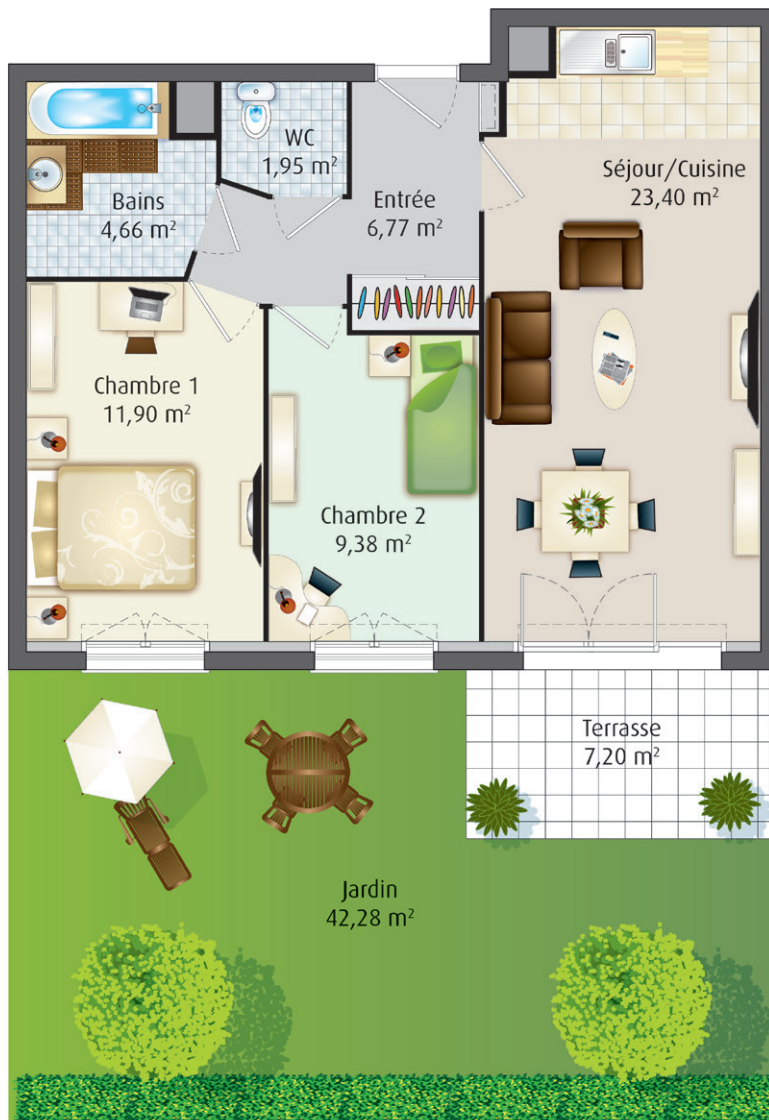 WC
1,95 m²
Bains
4,66 m²
Entrée
6,77 m²
Séjour/Cuisine
23,40 m²
Chambre 1
11,90 m²
Chambre 2
9,38 m²
Terrasse
7,20 m²
Jardin
42,28 m²